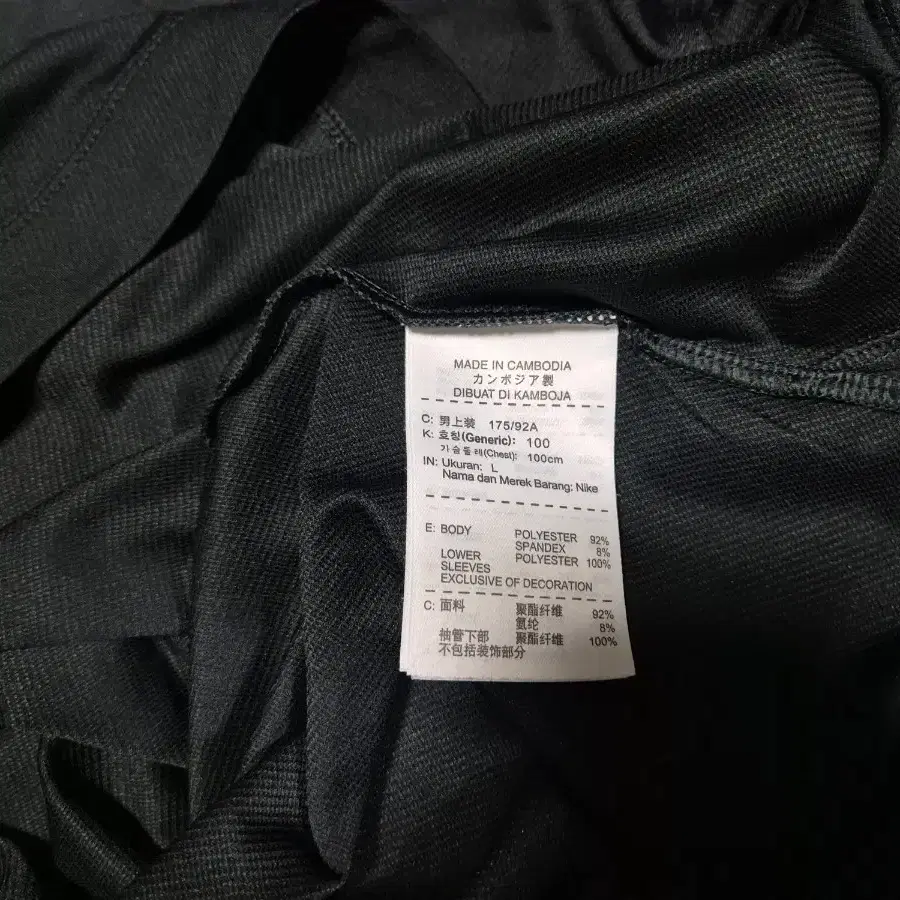 MADE IN CAMBODIA
カンボジア製
DIBUAT DI KAMBOJA
C: 男上装 175/92A
K: 호칭(Generic): 100
가슴둘레(Chest): 100cm
IN: Ukuran: L
Nama dan Merek Barang: Nike
E: BODY POLYESTER 92%
SPANDEX 8%
LOWER POLYESTER 100%
SLEEVES
EXCLUSIVE OF DECORATION
C: 面料 聚酯纤维 92%
氨纶 8%
袖管下部 聚酯纤维 100%
不包括装饰部分